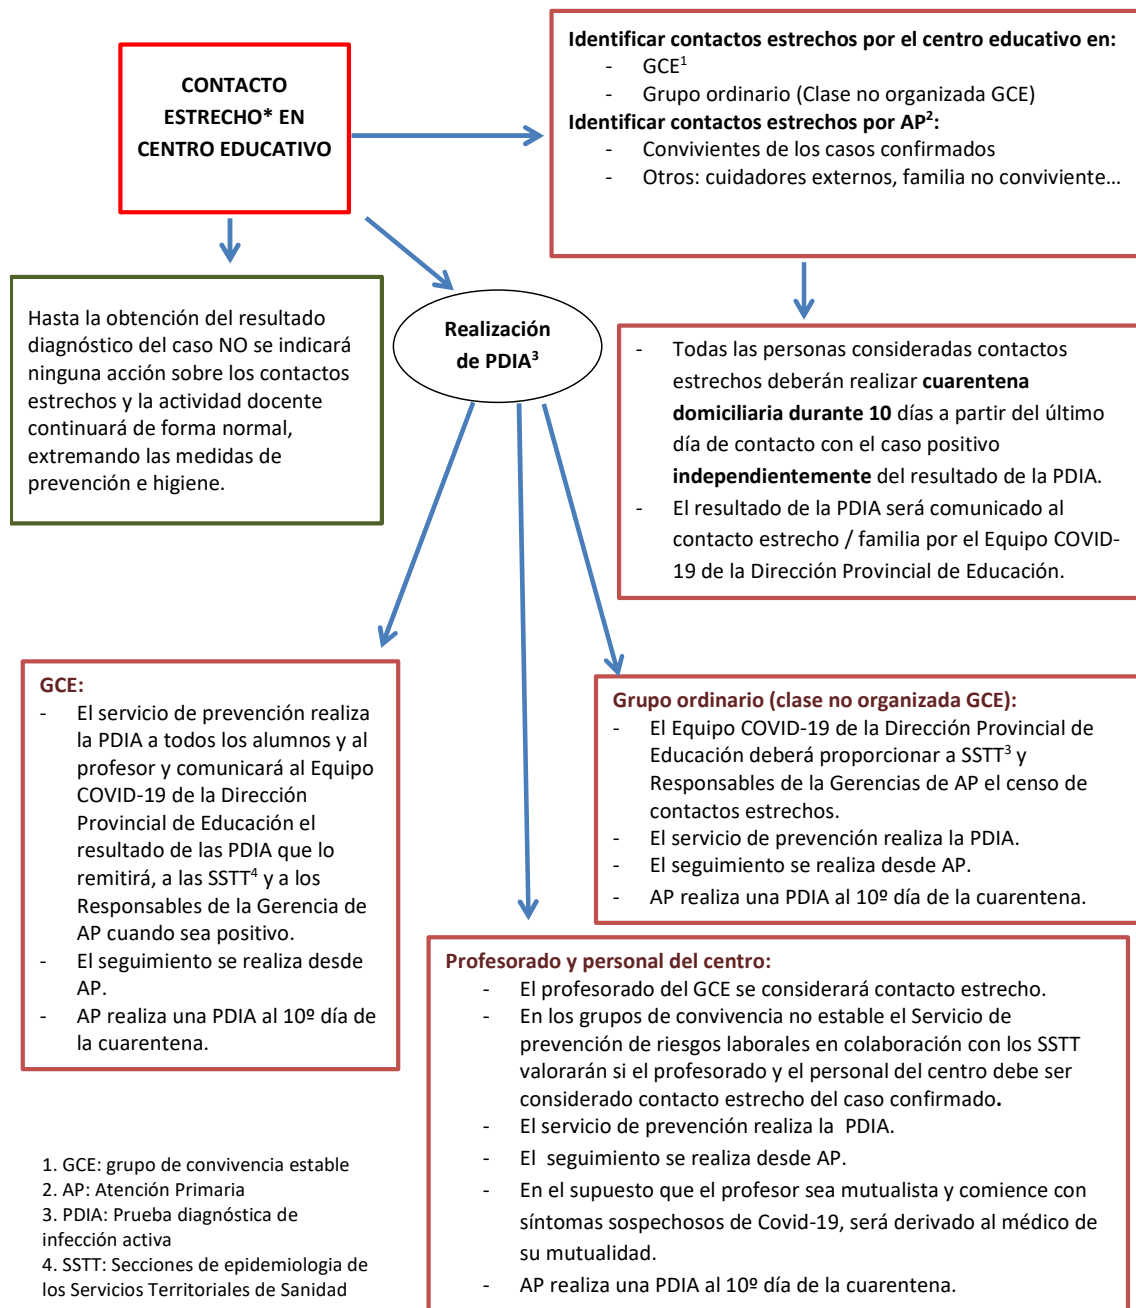 CONTACTO
ESTRECHO* EN
CENTRO EDUCATIVO
Identificar contactos estrechos por el centro educativo en:
- GCE¹
- Grupo ordinario (Clase no organizada GCE)
Identificar contactos estrechos por AP²:
- Convivientes de los casos confirmados
- Otros: cuidadores externos, familia no conviviente…
Hasta la obtención del resultado
diagnóstico del caso NO se indicará
ninguna acción sobre los contactos
estrechos y la actividad docente
continuará de forma normal,
extremando las medidas de
prevención e higiene.
Realización
de PDIA³
- Todas las personas consideradas contactos
estrechos deberán realizar cuarentena
domiciliaria durante 10 días a partir del último
día de contacto con el caso positivo
independientemente del resultado de la PDIA.
- El resultado de la PDIA será comunicado al
contacto estrecho / familia por el Equipo COVID-
19 de la Dirección Provincial de Educación.
GCE:
- El servicio de prevención realiza
la PDIA a todos los alumnos y al
profesor y comunicará al Equipo
COVID-19 de la Dirección
Provincial de Educación el
resultado de las PDIA que lo
remitirá, a las SSTT⁴ y a los
Responsables de la Gerencia de
AP cuando sea positivo.
- El seguimiento se realiza desde
AP.
- AP realiza una PDIA al 10º día de
la cuarentena.
Grupo ordinario (clase no organizada GCE):
- El Equipo COVID-19 de la Dirección Provincial de
Educación deberá proporcionar a SSTT³ y
Responsables de la Gerencias de AP el censo de
contactos estrechos.
- El servicio de prevención realiza la PDIA.
- El seguimiento se realiza desde AP.
- AP realiza una PDIA al 10º día de la cuarentena.
Profesorado y personal del centro:
- El profesorado del GCE se considerará contacto estrecho.
- En los grupos de convivencia no estable el Servicio de
prevención de riesgos laborales en colaboración con los SSTT
valorarán si el profesorado y el personal del centro debe ser
considerado contacto estrecho del caso confirmado.
- El servicio de prevención realiza la PDIA.
- El seguimiento se realiza desde AP.
- En el supuesto que el profesor sea mutualista y comience con
síntomas sospechosos de Covid-19, será derivado al médico de
su mutualidad.
- AP realiza una PDIA al 10º día de la cuarentena.
1. GCE: grupo de convivencia estable
2. AP: Atención Primaria
3. PDIA: Prueba diagnóstica de
infección activa
4. SSTT: Secciones de epidemiologia de
los Servicios Territoriales de Sanidad